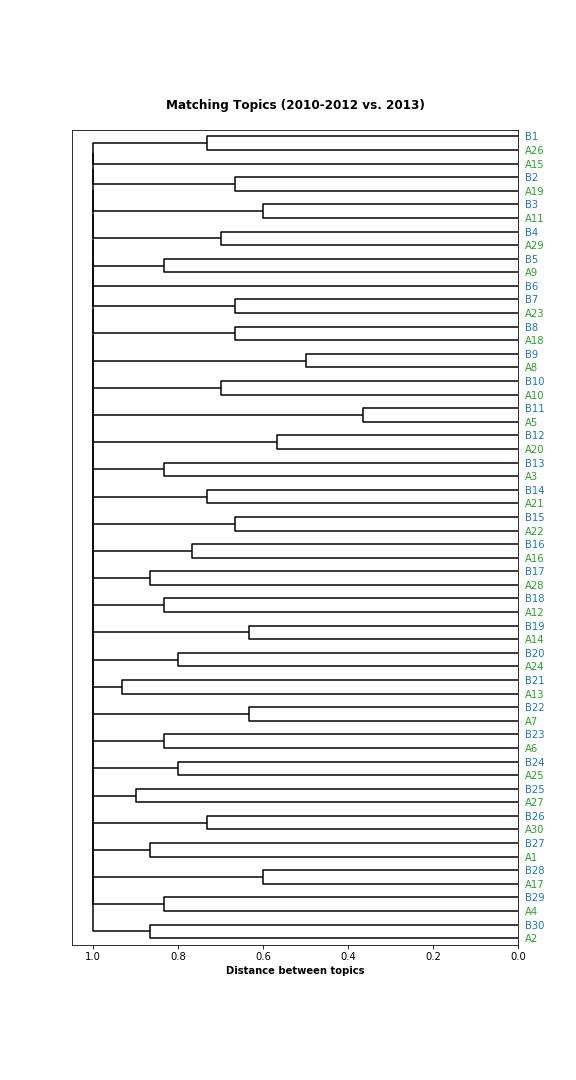 Matching Topics (2010-2012 vs. 2013)
B1
A26
A15
B2
A19
B3
A11
B4
A29
B5
A9
B6
B7
A23
B8
A18
B9
A8
B10
A10
B11
A5
B12
A20
B13
A3
B14
A21
B15
A22
B16
A16
B17
A28
B18
A12
B19
A14
B20
A24
B21
A13
B22
A7
B23
A6
B24
A25
B25
A27
B26
A30
B27
A1
B28
A17
B29
A4
B30
A2
1.0 0.8 0.6 0.4 0.2 0.0
Distance between topics